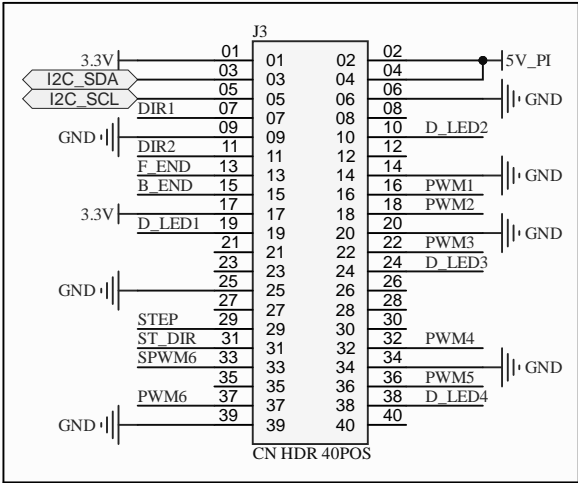 J3
3.3V 01 01 02 02 5V_PI
I2C_SDA 03 03 04 04
I2C_SCL 05 05 06 06 GND
DIR1 07 07 08 08
GND 09 09 10 10 D_LED2
DIR2 11 11 12 12
F_END 13 13 14 14 GND
B_END 15 15 16 16 PWM1
3.3V 17 17 18 18 PWM2
D_LED1 19 19 20 20 GND
21 21 22 22 PWM3
23 23 24 24 D_LED3
GND 25 25 26 26
27 27 28 28
STEP 29 29 30 30
ST_DIR 31 31 32 32 PWM4
SPWM6 33 33 34 34 GND
35 35 36 36 PWM5
PWM6 37 37 38 38 D_LED4
GND 39 39 40 40
CN HDR 40POS